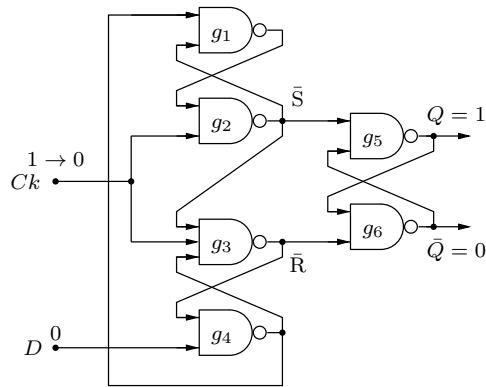 g1
S̄
g2
Q = 1
g5
1 → 0
Ck
g3
g6
Q̄ = 0
R̄
0
D
g4